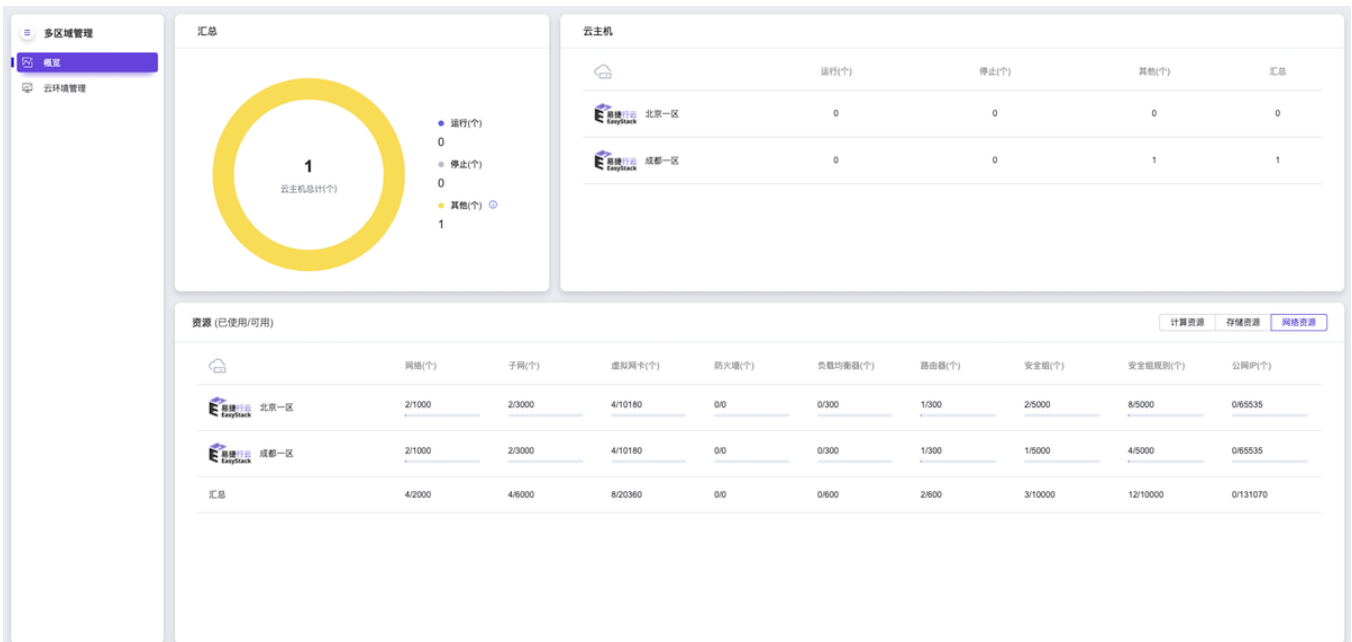 多区域管理
概览
云环境管理
汇总
1
云主机总计(个)
运行(个)
0
停止(个)
0
其他(个)
1
云主机
运行(个) 停止(个) 其他(个) 汇总
易捷行云 EasyStack 北京一区 0 0 0 0
易捷行云 EasyStack 成都一区 0 0 1 1
资源 (已使用/可用)
计算资源 存储资源 网络资源
网络(个) 子网(个) 虚拟网卡(个) 防火墙(个) 负载均衡器(个) 路由器(个) 安全组(个) 安全组规则(个) 公网IP(个)
易捷行云 EasyStack 北京一区 2/1000 2/3000 4/10180 0/0 0/300 1/300 2/5000 8/5000 0/65535
易捷行云 EasyStack 成都一区 2/1000 2/3000 4/10180 0/0 0/300 1/300 1/5000 4/5000 0/65535
汇总 4/2000 4/6000 8/20360 0/0 0/600 2/600 3/10000 12/10000 0/131070